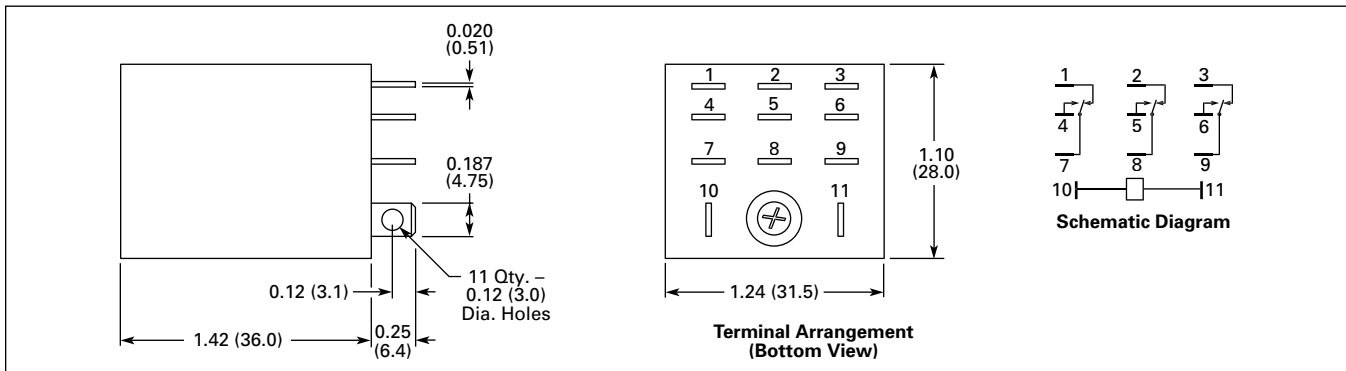 0.020
(0.51)
0.187
(4.75)
0.12 (3.1)
11 Qty. –
0.12 (3.0)
Dia. Holes
1.42 (36.0)
0.25
(6.4)
1 2 3
4 5 6
7 8 9
10 11
1.10
(28.0)
1.24 (31.5)
Terminal Arrangement
(Bottom View)
1 2 3
4 5 6
7 8 9
10 11
Schematic Diagram